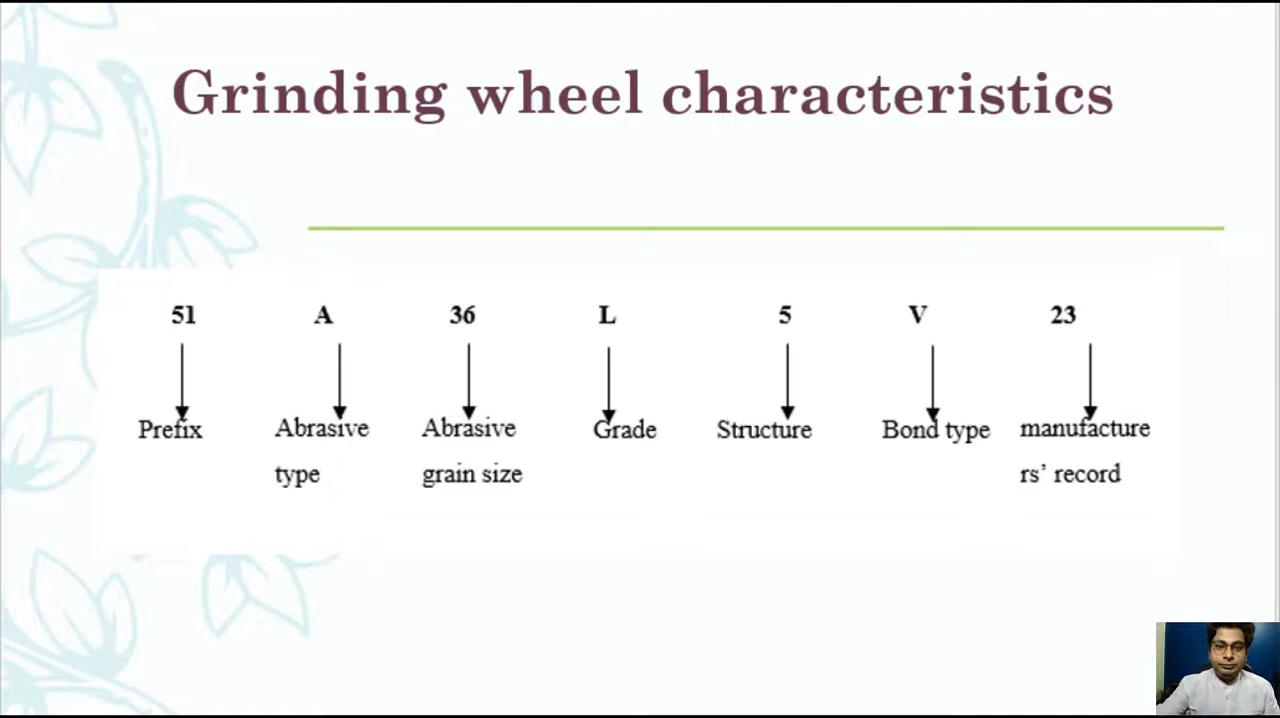 Grinding wheel characteristics
51 A 36 L 5 V 23
Prefix Abrasive Abrasive Grade Structure Bond type manufacture
type grain size rs’ record